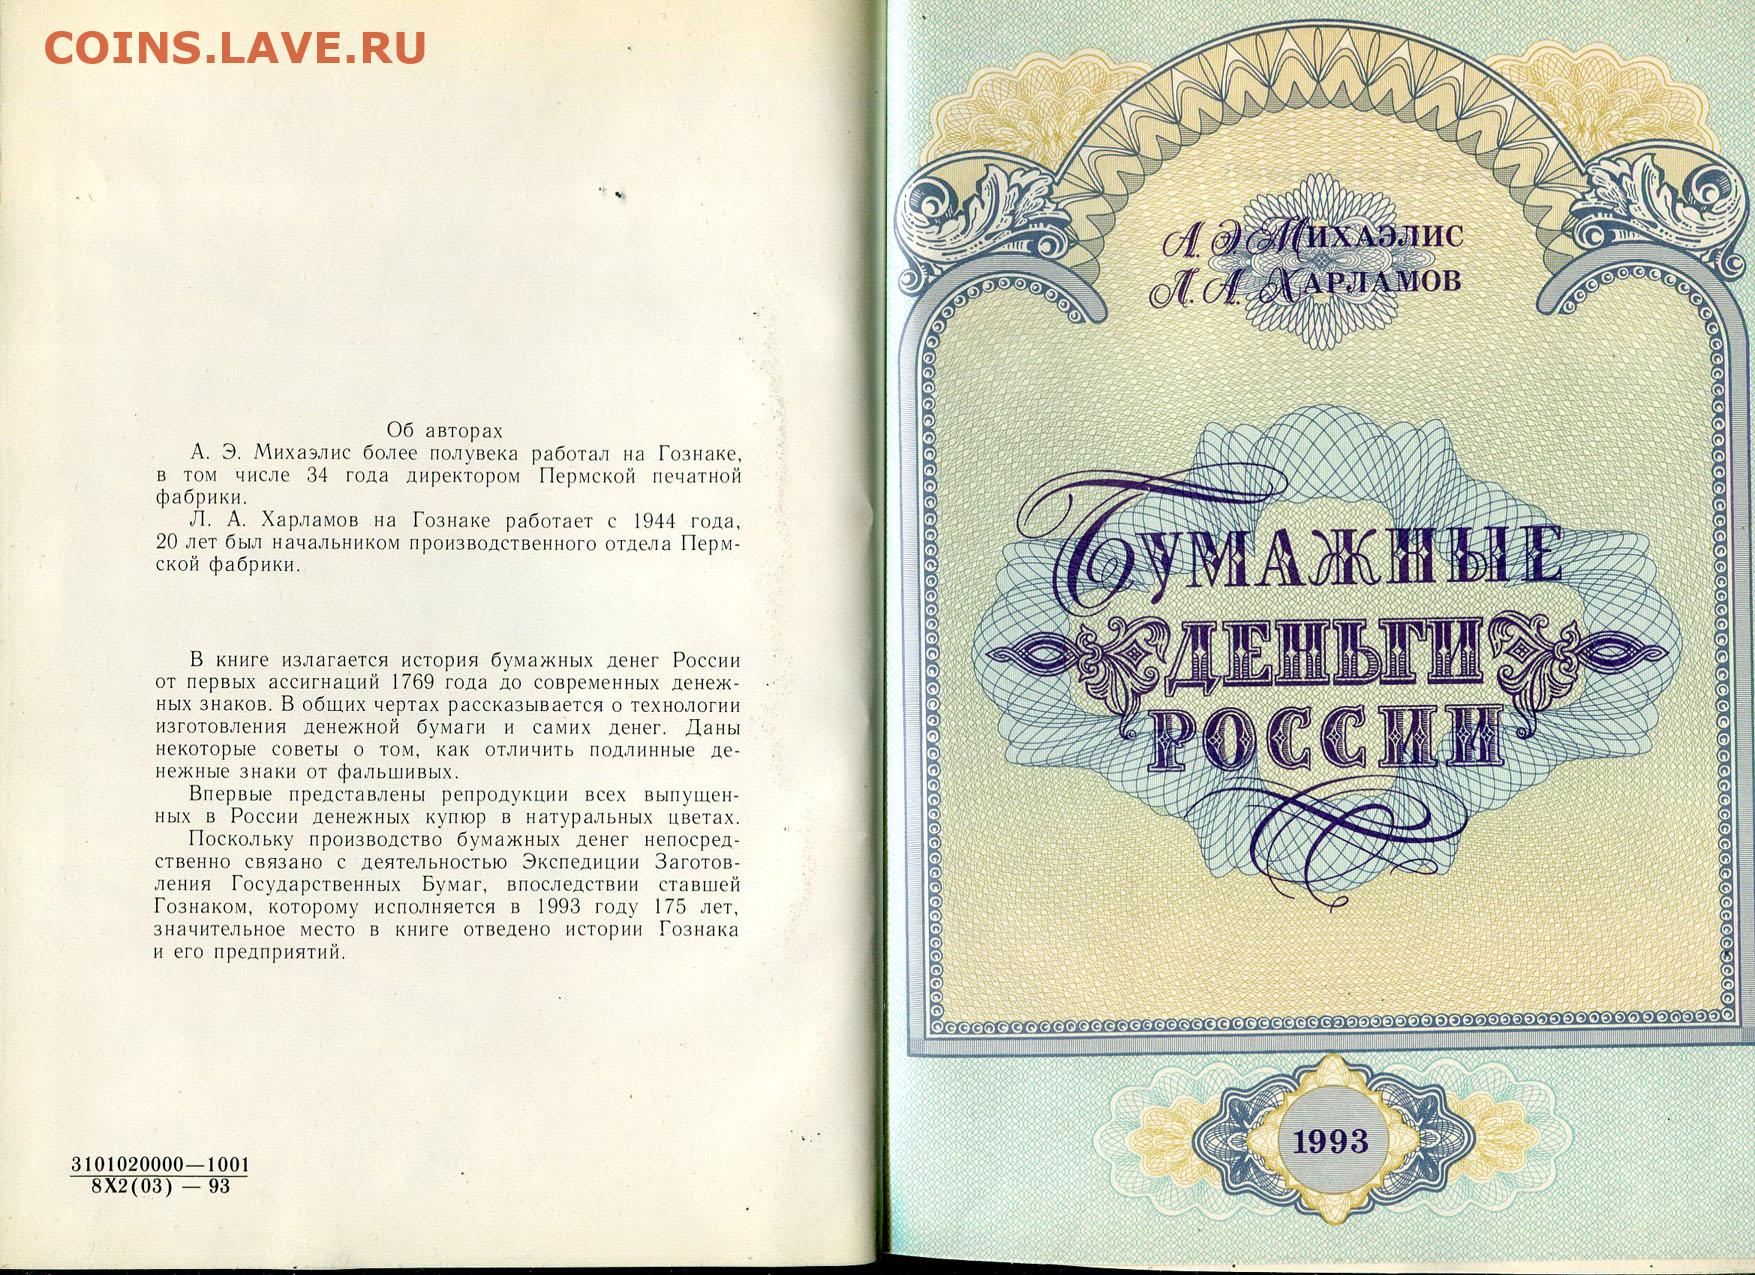 COINS.LAVE.RU
Об авторах
А. Э. Михаэлис более полувека работал на Гознаке,
в том числе 34 года директором Пермской печатной
фабрики.
Л. А. Харламов на Гознаке работает с 1944 года,
20 лет был начальником производственного отдела Перм-
ской фабрики.
В книге излагается история бумажных денег России
от первых ассигнаций 1769 года до современных денеж-
ных знаков. В общих чертах рассказывается о технологии
изготовления денежной бумаги и самих денег. Даны
некоторые советы о том, как отличить подлинные де-
нежные знаки от фальшивых.
Впервые представлены репродукции всех выпущен-
ных в России денежных купюр в натуральных цветах.
Поскольку производство бумажных денег непосред-
ственно связано с деятельностью Экспедиции Заготов-
ления Государственных Бумаг, впоследствии ставшей
Гознаком, которому исполняется в 1993 году 175 лет,
значительное место в книге отведено истории Гознака
и его предприятий.
3101020000—1001
8X2(03) — 93
А. Э. МИХАЭЛИС
Л. А. ХАРЛАМОВ
БУМАЖНЫЕ
ДЕНЬГИ
РОССИИ
1993